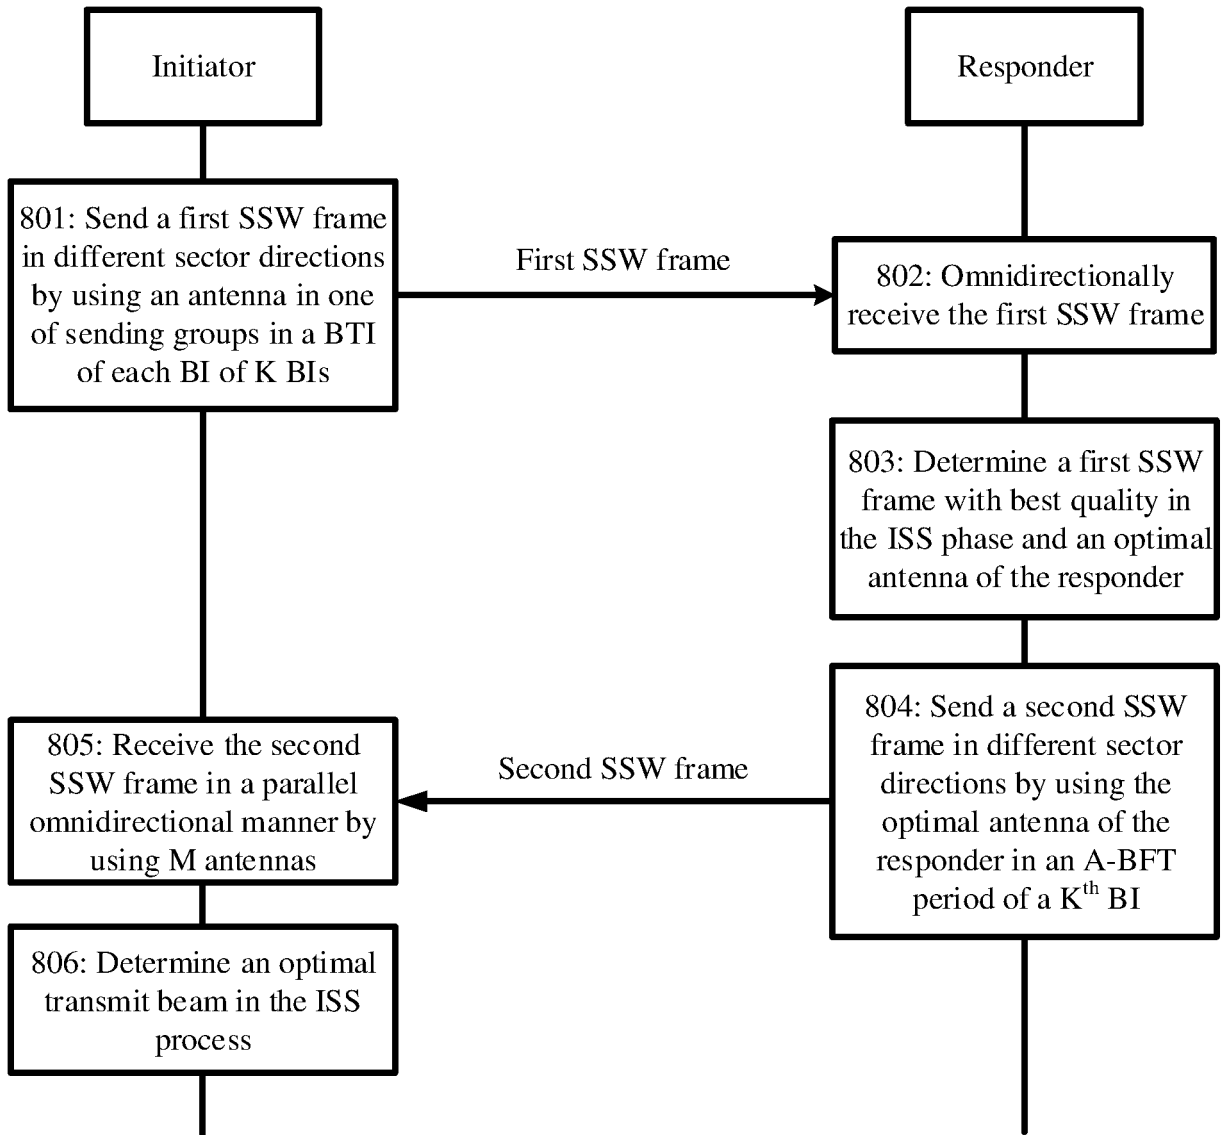 Initiator
Responder
801: Send a first SSW frame
in different sector directions
by using an antenna in one
of sending groups in a BTI
of each BI of K BIs
First SSW frame
802: Omnidirectionally
receive the first SSW frame
803: Determine a first SSW
frame with best quality in
the ISS phase and an optimal
antenna of the responder
804: Send a second SSW
frame in different sector
directions by using the
optimal antenna of the
responder in an A-BFT
period of a Kth BI
Second SSW frame
805: Receive the second
SSW frame in a parallel
omnidirectional manner by
using M antennas
806: Determine an optimal
transmit beam in the ISS
process